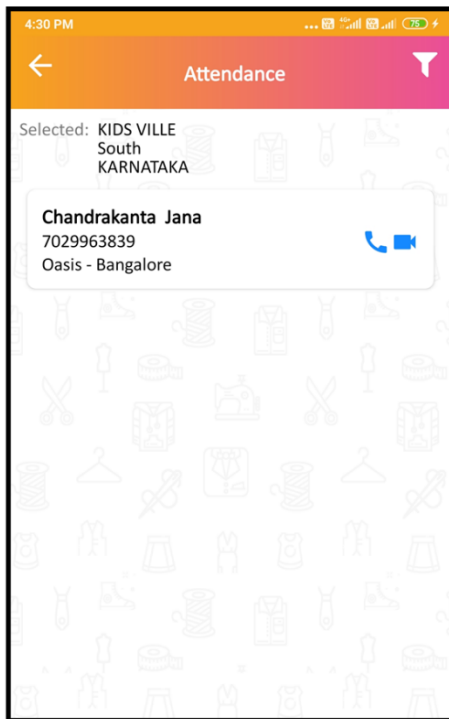 4:30 PM
75
Attendance
Selected: KIDS VILLE
South
KARNATAKA
Chandrakanta Jana
7029963839
Oasis - Bangalore